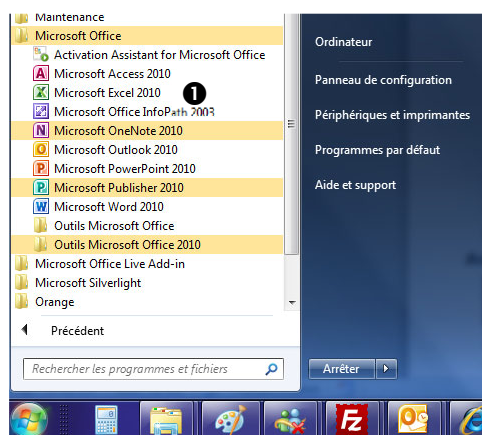 Maintenance
Microsoft Office
Activation Assistant for Microsoft Office
Microsoft Access 2010
Microsoft Excel 2010
1
Microsoft Office InfoPath 2003
Microsoft OneNote 2010
Microsoft Outlook 2010
Microsoft PowerPoint 2010
Microsoft Publisher 2010
Microsoft Word 2010
Outils Microsoft Office
Outils Microsoft Office 2010
Microsoft Office Live Add-in
Microsoft Silverlight
Orange
Précédent
Rechercher les programmes et fichiers
Ordinateur
Panneau de configuration
Périphériques et imprimantes
Programmes par défaut
Aide et support
Arrêter